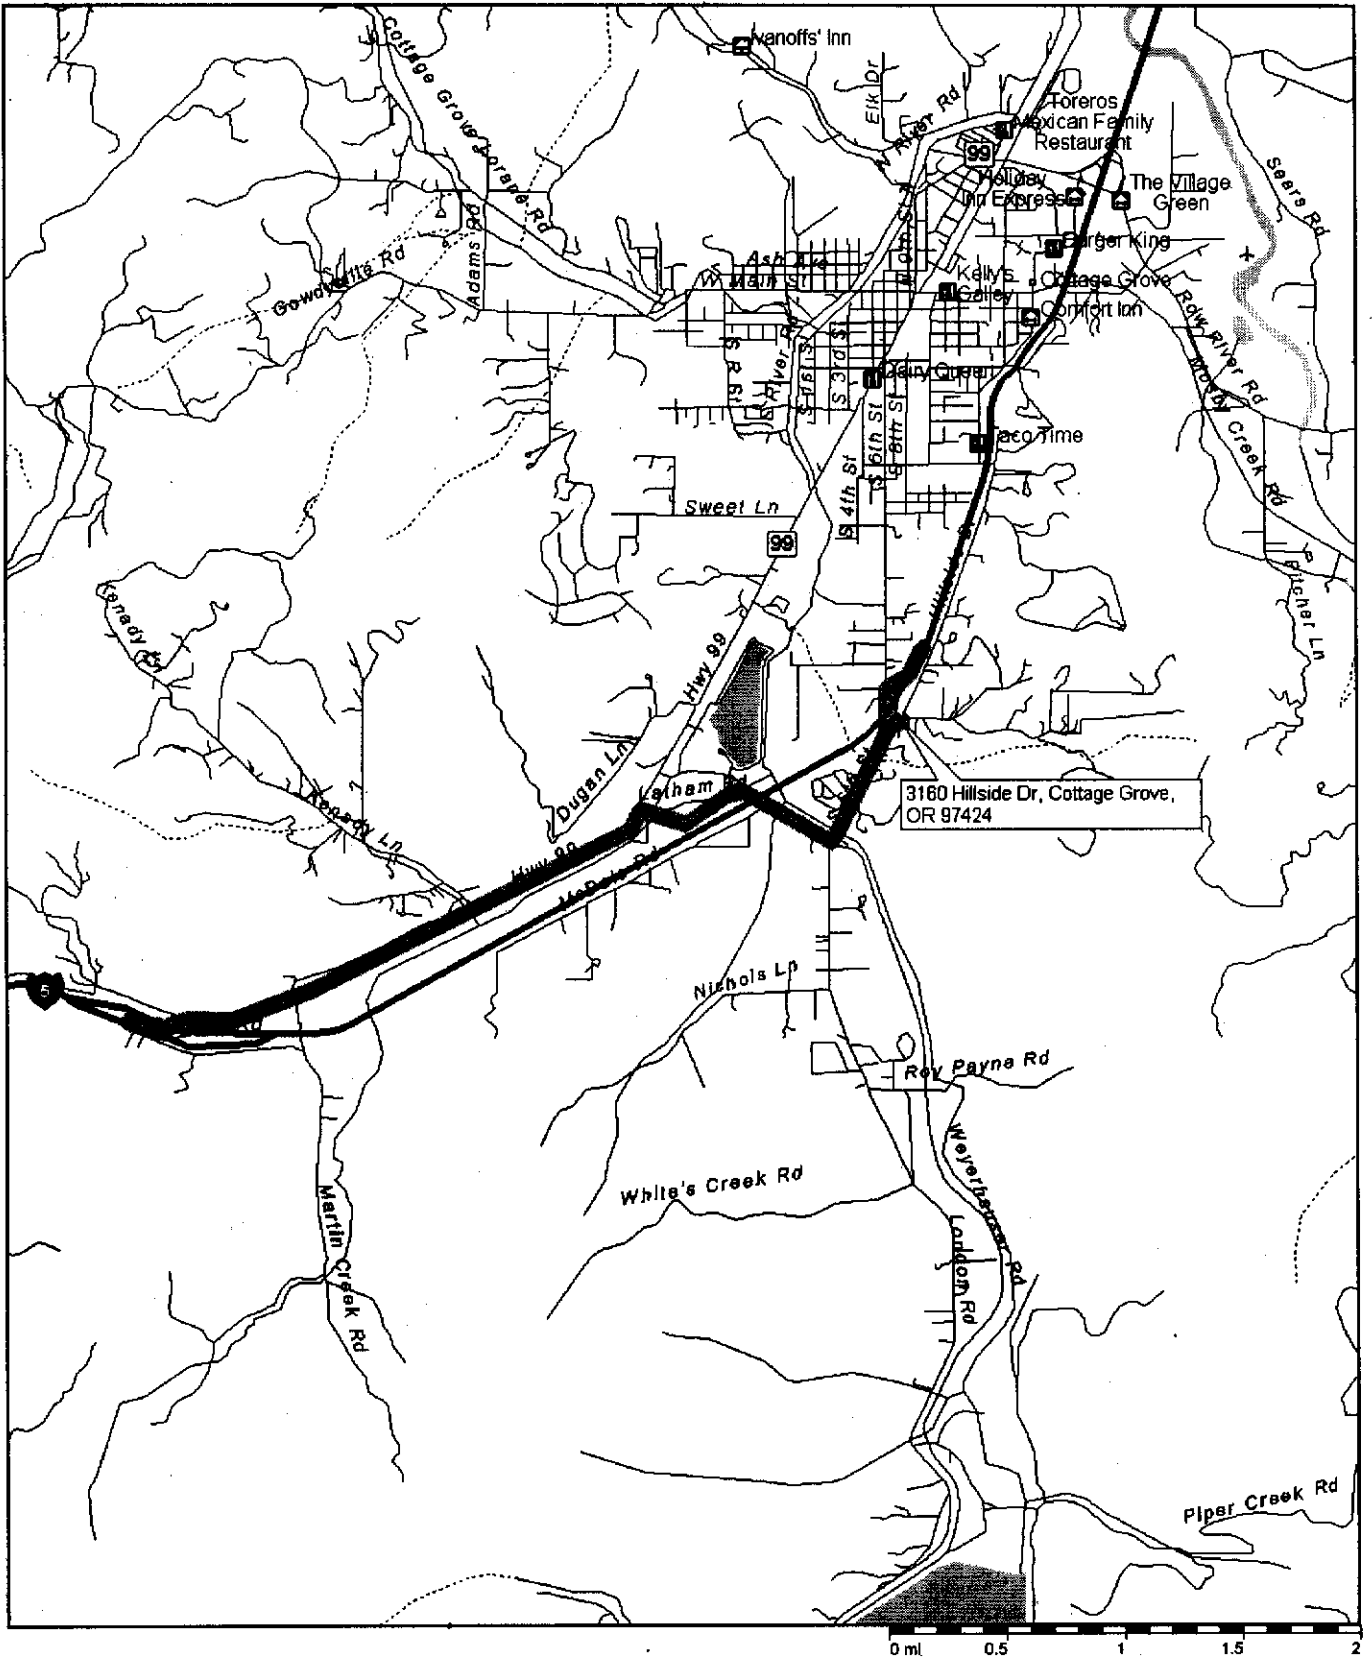 Ivanoffs' Inn
Cottage Grove Lorane Rd
Elk Dr
N River Rd
Toreros
Mexican Family
Restaurant
99
Holiday
Inn Express
The Village
Green
Sears Rd
Burger King
Adams Rd
Gowdyville Rd
Ash Ave
W Main St
N 9th St
Kelly's
Galley
Cottage Grove
Comfort Inn
Row River Rd
Mosby Creek Rd
S R St
S River Rd
S 1st St
S 3rd S
Dairy Queen
S 6th St
S 8th St
Taco Time
S 4th St
Sweet Ln
99
Kenady Ln
Pitcher Ln
Hwy 99
Dugan Ln
Latham Rd
3160 Hillside Dr, Cottage Grove,
OR 97424
Kenady Ln
Hwy 99
5
Nichols Ln
Roy Payne Rd
Weyerhauser Rd
White's Creek Rd
Martin Creek Rd
London Rd
Piper Creek Rd
0 mi 0.5 1 1.5 2